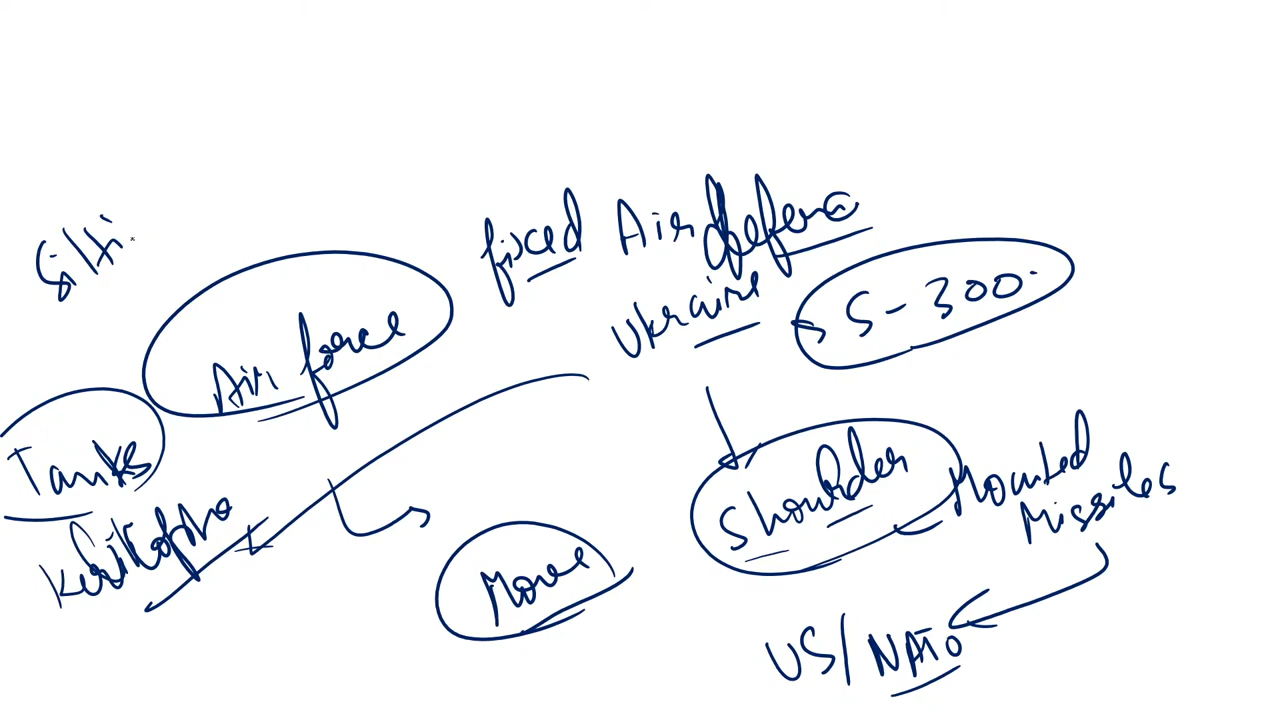 fixed Air Defence
Ukraine
S-300
Air force
Tanks
Shoulder Mounted
Missiles
Move
US/NATO